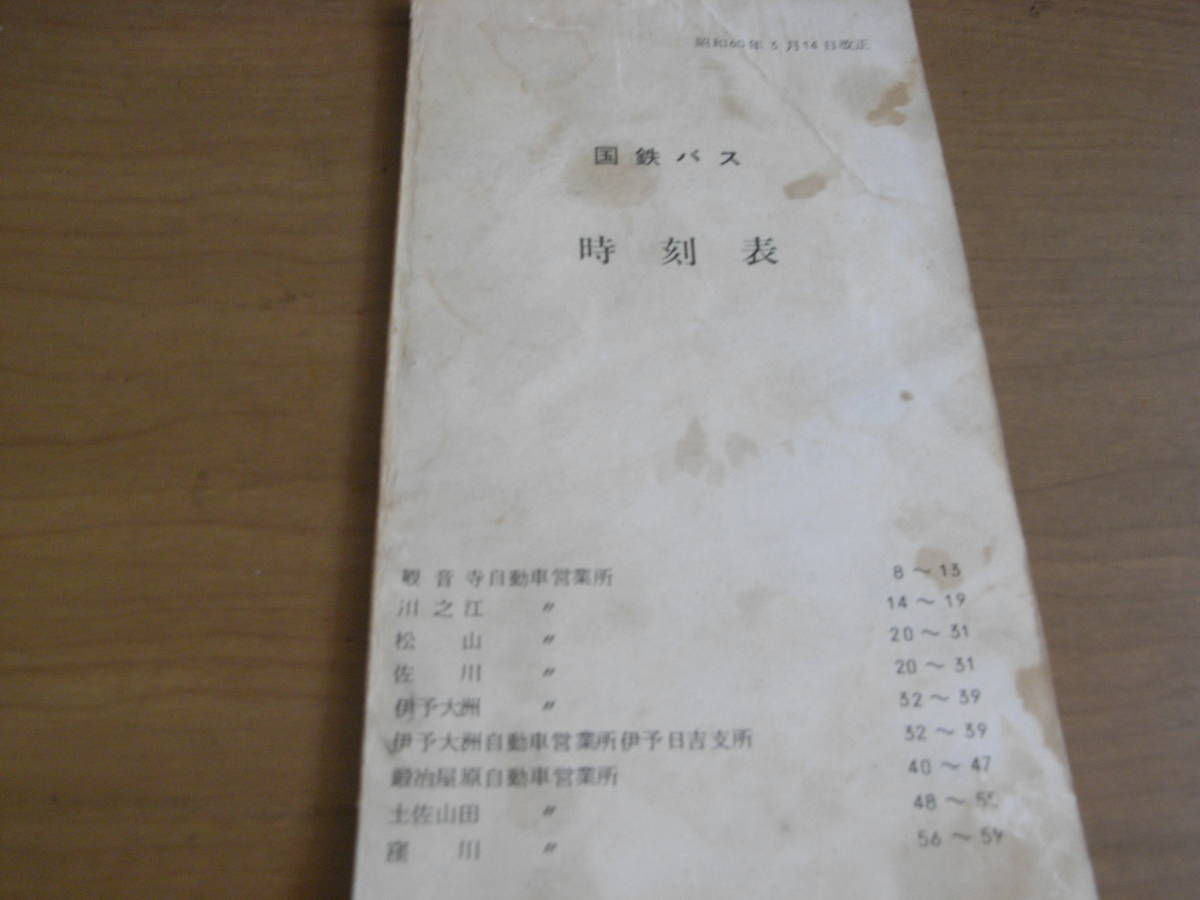 昭和60年3月14日改正
国鉄バス
時刻表
観音寺自動車営業所 8～13
川之江 〃 14～19
松山 〃 20～31
佐川 〃 20～31
伊予大洲 〃 32～39
伊予大洲自動車営業所伊予日吉支所 32～39
鍛冶屋原自動車営業所 40～47
土佐山田 〃 48～55
窪川 〃 56～59